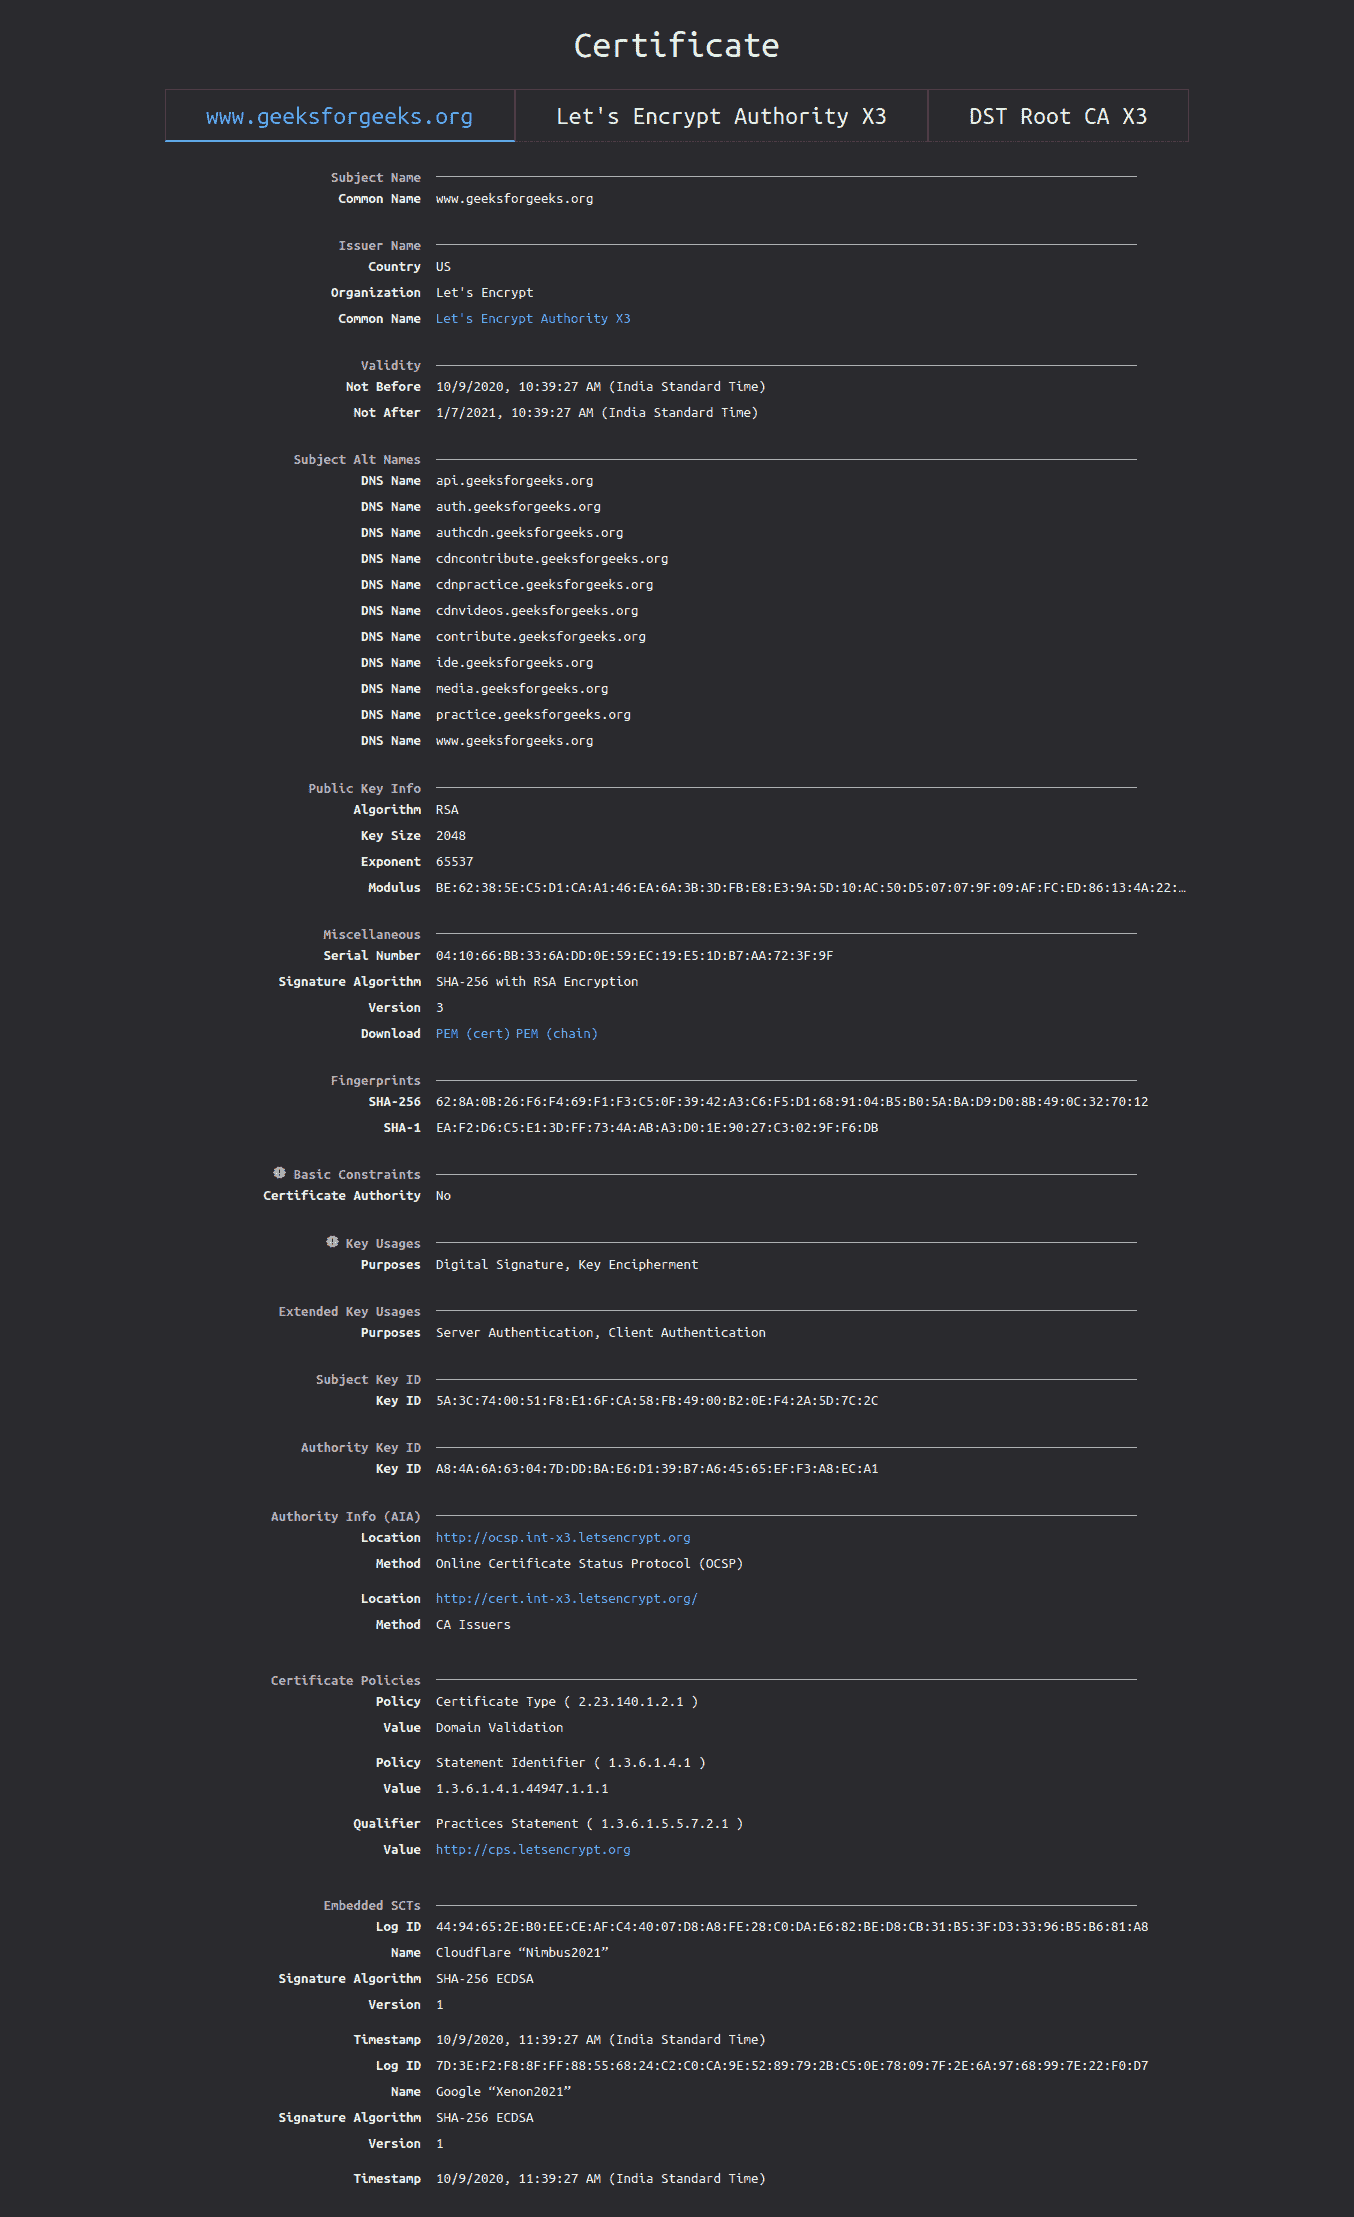 Certificate
www.geeksforgeeks.org Let's Encrypt Authority X3 DST Root CA X3
Subject Name
Common Name www.geeksforgeeks.org
Issuer Name
Country US
Organization Let's Encrypt
Common Name Let's Encrypt Authority X3
Validity
Not Before 10/9/2020, 10:39:27 AM (India Standard Time)
Not After 1/7/2021, 10:39:27 AM (India Standard Time)
Subject Alt Names
DNS Name api.geeksforgeeks.org
DNS Name auth.geeksforgeeks.org
DNS Name authcdn.geeksforgeeks.org
DNS Name cdncontribute.geeksforgeeks.org
DNS Name cdnpractice.geeksforgeeks.org
DNS Name cdnvideos.geeksforgeeks.org
DNS Name contribute.geeksforgeeks.org
DNS Name ide.geeksforgeeks.org
DNS Name media.geeksforgeeks.org
DNS Name practice.geeksforgeeks.org
DNS Name www.geeksforgeeks.org
Public Key Info
Algorithm RSA
Key Size 2048
Exponent 65537
Modulus BE:62:38:5E:C5:D1:CA:A1:46:EA:6A:3B:3D:FB:E8:E3:9A:5D:10:AC:50:D5:07:07:9F:09:AF:FC:ED:86:13:4A:22:…
Miscellaneous
Serial Number 04:10:66:BB:33:6A:DD:0E:59:EC:19:E5:1D:B7:AA:72:3F:9F
Signature Algorithm SHA-256 with RSA Encryption
Version 3
Download PEM (cert) PEM (chain)
Fingerprints
SHA-256 62:8A:0B:26:F6:F4:69:F1:F3:C5:0F:39:42:A3:C6:F5:D1:68:91:04:B5:B0:5A:BA:D9:D0:8B:49:0C:32:70:12
SHA-1 EA:F2:D6:C5:E1:3D:FF:73:4A:AB:A3:D0:1E:90:27:C3:02:9F:F6:DB
Basic Constraints
Certificate Authority No
Key Usages
Purposes Digital Signature, Key Encipherment
Extended Key Usages
Purposes Server Authentication, Client Authentication
Subject Key ID
Key ID 5A:3C:74:00:51:F8:E1:6F:CA:58:FB:49:00:B2:0E:F4:2A:5D:7C:2C
Authority Key ID
Key ID A8:4A:6A:63:04:7D:DD:BA:E6:D1:39:B7:A6:45:65:EF:F3:A8:EC:A1
Authority Info (AIA)
Location http://ocsp.int-x3.letsencrypt.org
Method Online Certificate Status Protocol (OCSP)
Location http://cert.int-x3.letsencrypt.org/
Method CA Issuers
Certificate Policies
Policy Certificate Type ( 2.23.140.1.2.1 )
Value Domain Validation
Policy Statement Identifier ( 1.3.6.1.4.1 )
Value 1.3.6.1.4.1.44947.1.1.1
Qualifier Practices Statement ( 1.3.6.1.5.5.7.2.1 )
Value http://cps.letsencrypt.org
Embedded SCTs
Log ID 44:94:65:2E:B0:EE:CE:AF:C4:40:07:D8:A8:FE:28:C0:DA:E6:82:BE:D8:CB:31:B5:3F:D3:33:96:B5:B6:81:A8
Name Cloudflare “Nimbus2021”
Signature Algorithm SHA-256 ECDSA
Version 1
Timestamp 10/9/2020, 11:39:27 AM (India Standard Time)
Log ID 7D:3E:F2:F8:8F:FF:88:55:68:24:C2:C0:CA:9E:52:89:79:2B:C5:0E:78:09:7F:2E:6A:97:68:99:7E:22:F0:D7
Name Google “Xenon2021”
Signature Algorithm SHA-256 ECDSA
Version 1
Timestamp 10/9/2020, 11:39:27 AM (India Standard Time)